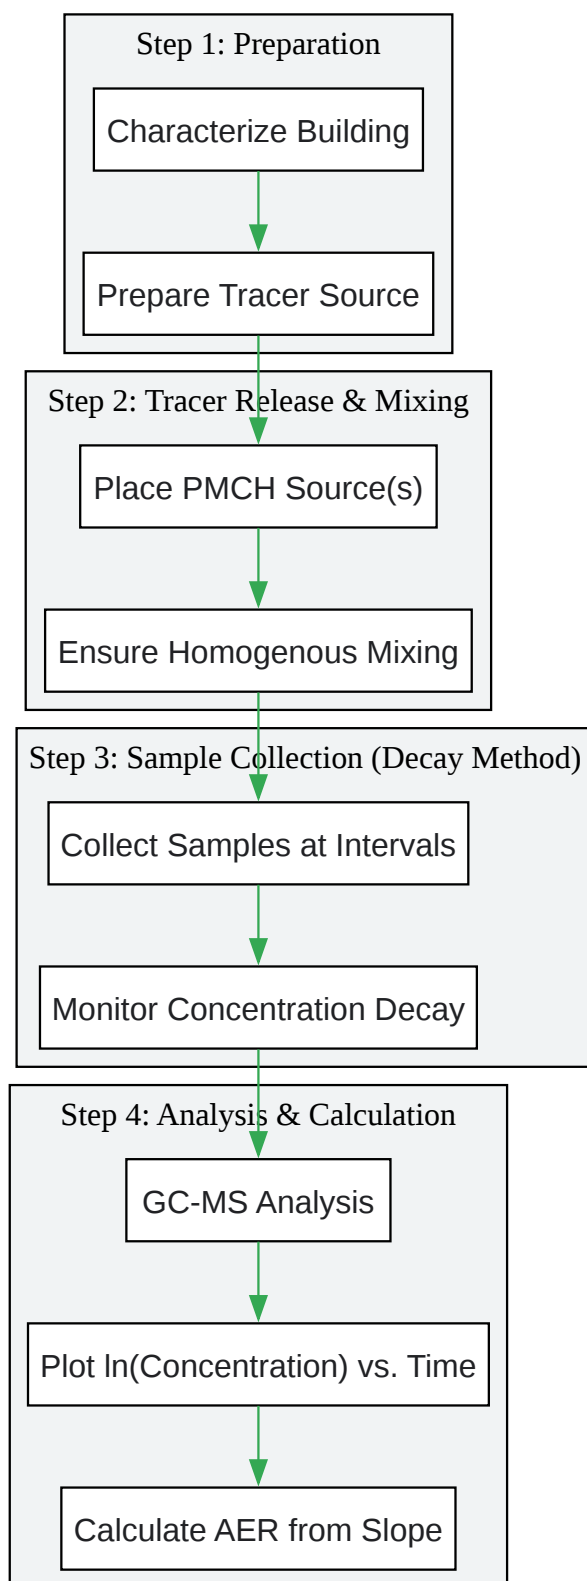 Step 1: Preparation
Characterize Building
Prepare Tracer Source
Step 2: Tracer Release & Mixing
Place PMCH Source(s)
Ensure Homogenous Mixing
Step 3: Sample Collection (Decay Method)
Collect Samples at Intervals
Monitor Concentration Decay
Step 4: Analysis & Calculation
GC-MS Analysis
Plot ln(Concentration) vs. Time
Calculate AER from Slope